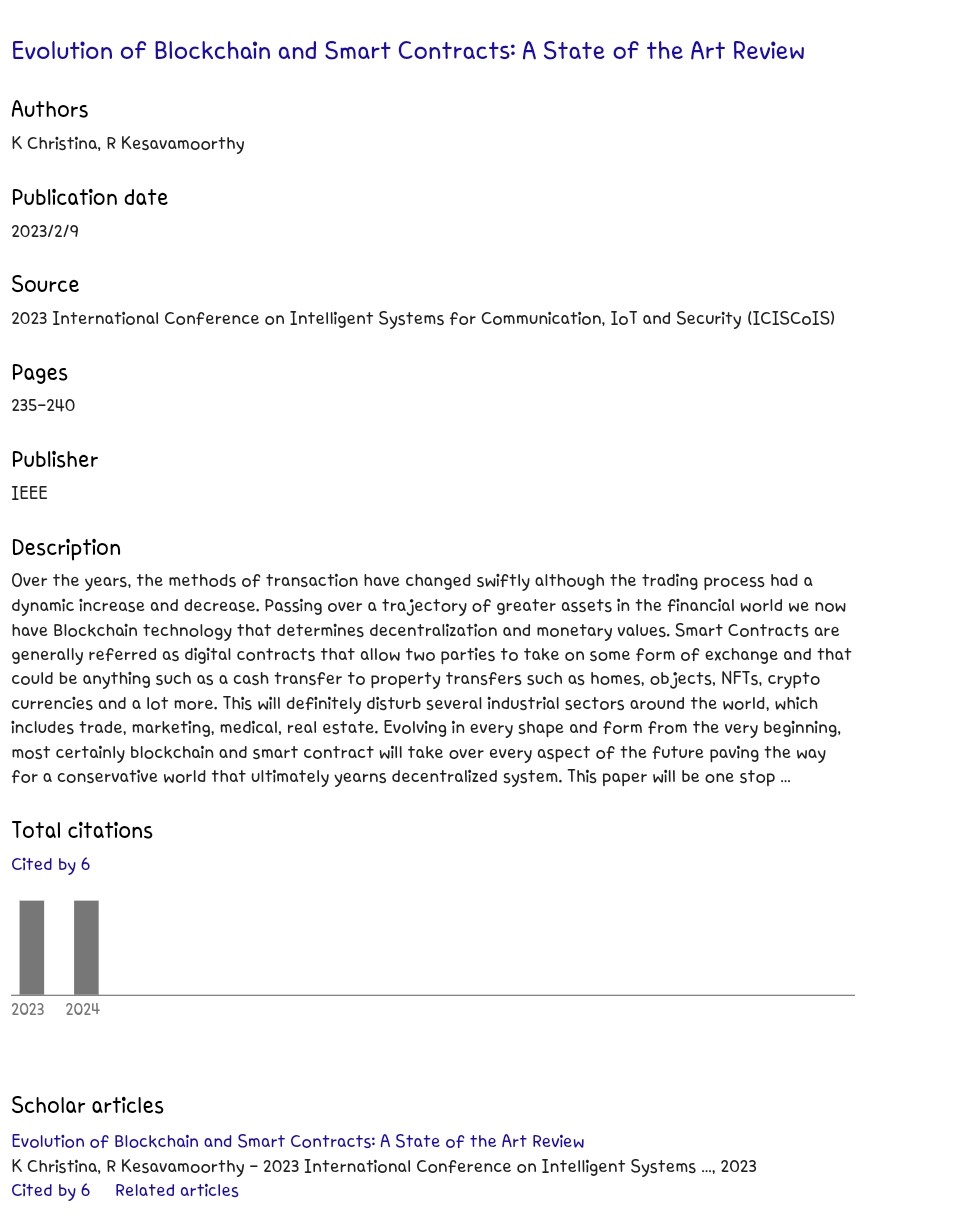 Evolution of Blockchain and Smart Contracts: A State of the Art Review
Authors
K Christina, R Kesavamoorthy
Publication date
2023/2/9
Source
2023 International Conference on Intelligent Systems for Communication, IoT and Security (ICISCoIS)
Pages
235-240
Publisher
IEEE
Description
Over the years, the methods of transaction have changed swiftly although the trading process had a
dynamic increase and decrease. Passing over a trajectory of greater assets in the financial world we now
have Blockchain technology that determines decentralization and monetary values. Smart Contracts are
generally referred as digital contracts that allow two parties to take on some form of exchange and that
could be anything such as a cash transfer to property transfers such as homes, objects, NFTs, crypto
currencies and a lot more. This will definitely disturb several industrial sectors around the world, which
includes trade, marketing, medical, real estate. Evolving in every shape and form from the very beginning,
most certainly blockchain and smart contract will take over every aspect of the future paving the way
for a conservative world that ultimately yearns decentralized system. This paper will be one stop …
Total citations
Cited by 6
2023 2024
Scholar articles
Evolution of Blockchain and Smart Contracts: A State of the Art Review
K Christina, R Kesavamoorthy - 2023 International Conference on Intelligent Systems …, 2023
Cited by 6 Related articles